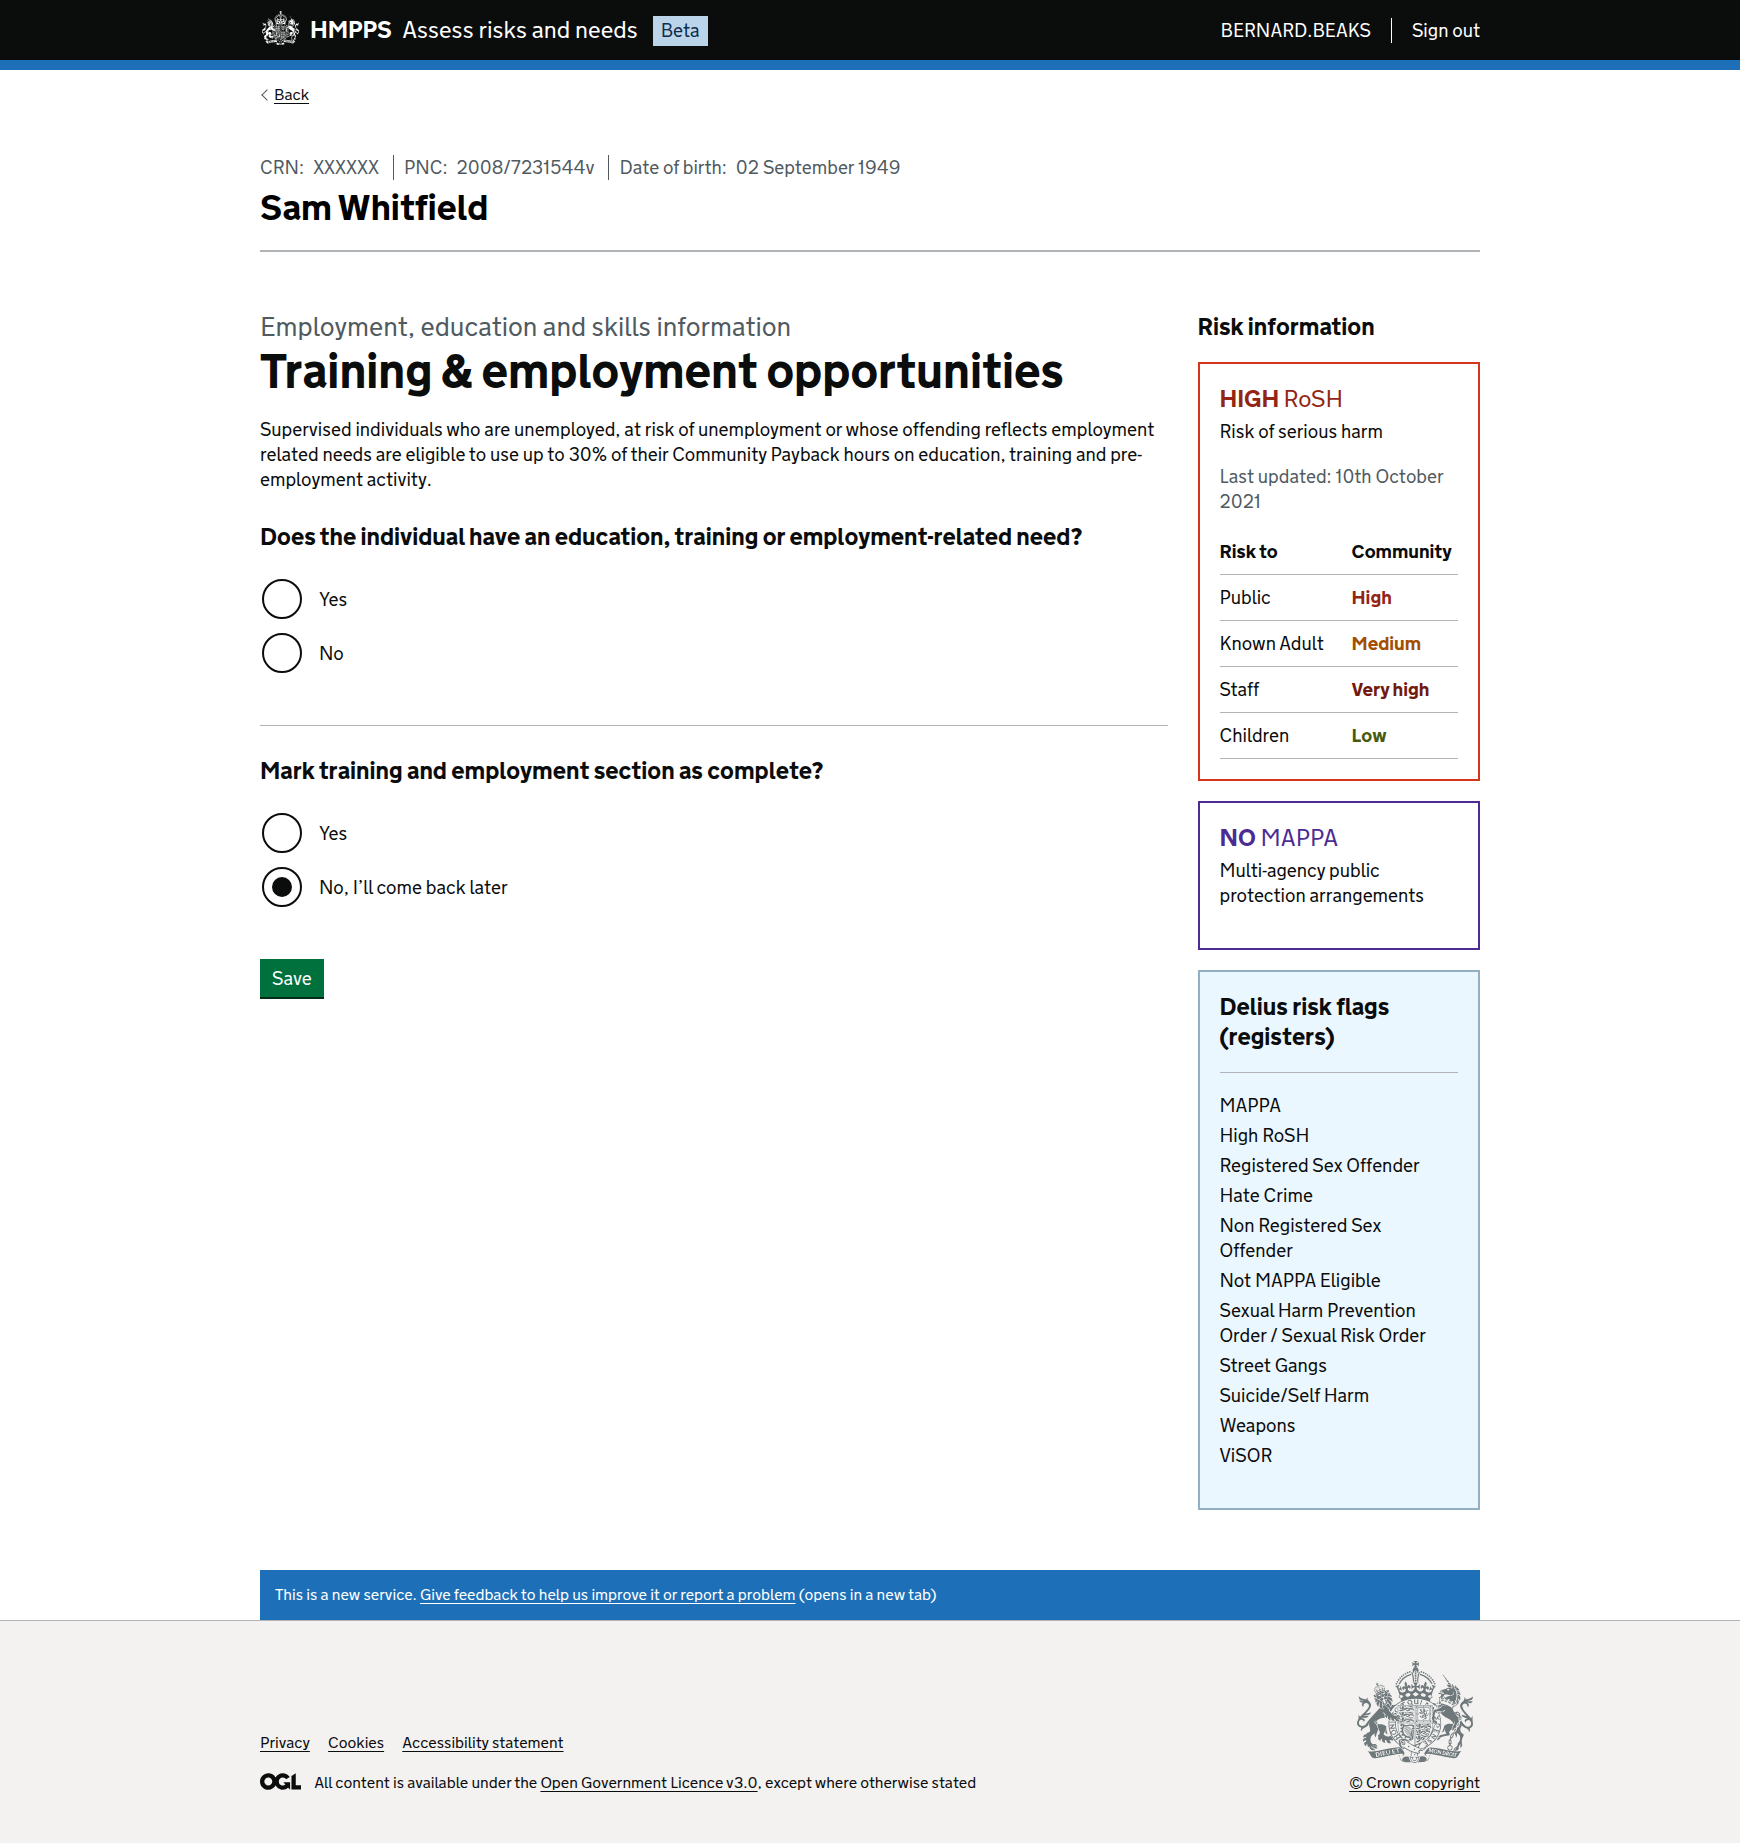 HMPPS Assess risks and needs Beta
BERNARD.BEAKS Sign out
Back
CRN: XXXXXX PNC: 2008/7231544v Date of birth: 02 September 1949
Sam Whitfield
Employment, education and skills information
Training & employment opportunities
Supervised individuals who are unemployed, at risk of unemployment or whose offending reflects employment
related needs are eligible to use up to 30% of their Community Payback hours on education, training and pre-
employment activity.
Does the individual have an education, training or employment-related need?
Yes
No
Mark training and employment section as complete?
Yes
No, I’ll come back later
Save
Risk information
HIGH RoSH
Risk of serious harm
Last updated: 10th October
2021
Risk to Community
Public High
Known Adult Medium
Staff Very high
Children Low
NO MAPPA
Multi-agency public
protection arrangements
Delius risk flags
(registers)
MAPPA
High RoSH
Registered Sex Offender
Hate Crime
Non Registered Sex
Offender
Not MAPPA Eligible
Sexual Harm Prevention
Order / Sexual Risk Order
Street Gangs
Suicide/Self Harm
Weapons
ViSOR
This is a new service. Give feedback to help us improve it or report a problem (opens in a new tab)
Privacy Cookies Accessibility statement
OGL All content is available under the Open Government Licence v3.0, except where otherwise stated
DIEU ET MON DROIT
© Crown copyright